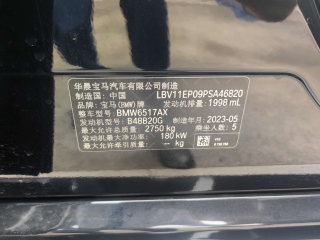 华晨宝马汽车有限公司制造
制造国: 中国 LBV11EP09PSA46820
品牌: 宝马(BMW)牌 发动机排量: 1998 mL
整车型号: BMW6517AX
发动机型号: B48B20G
最大允许总质量: 2750 kg 制造年月: 2023-05
发动机最大净功率: 180 kW 乘坐人数: 5
最大允许牵引质量: — kg